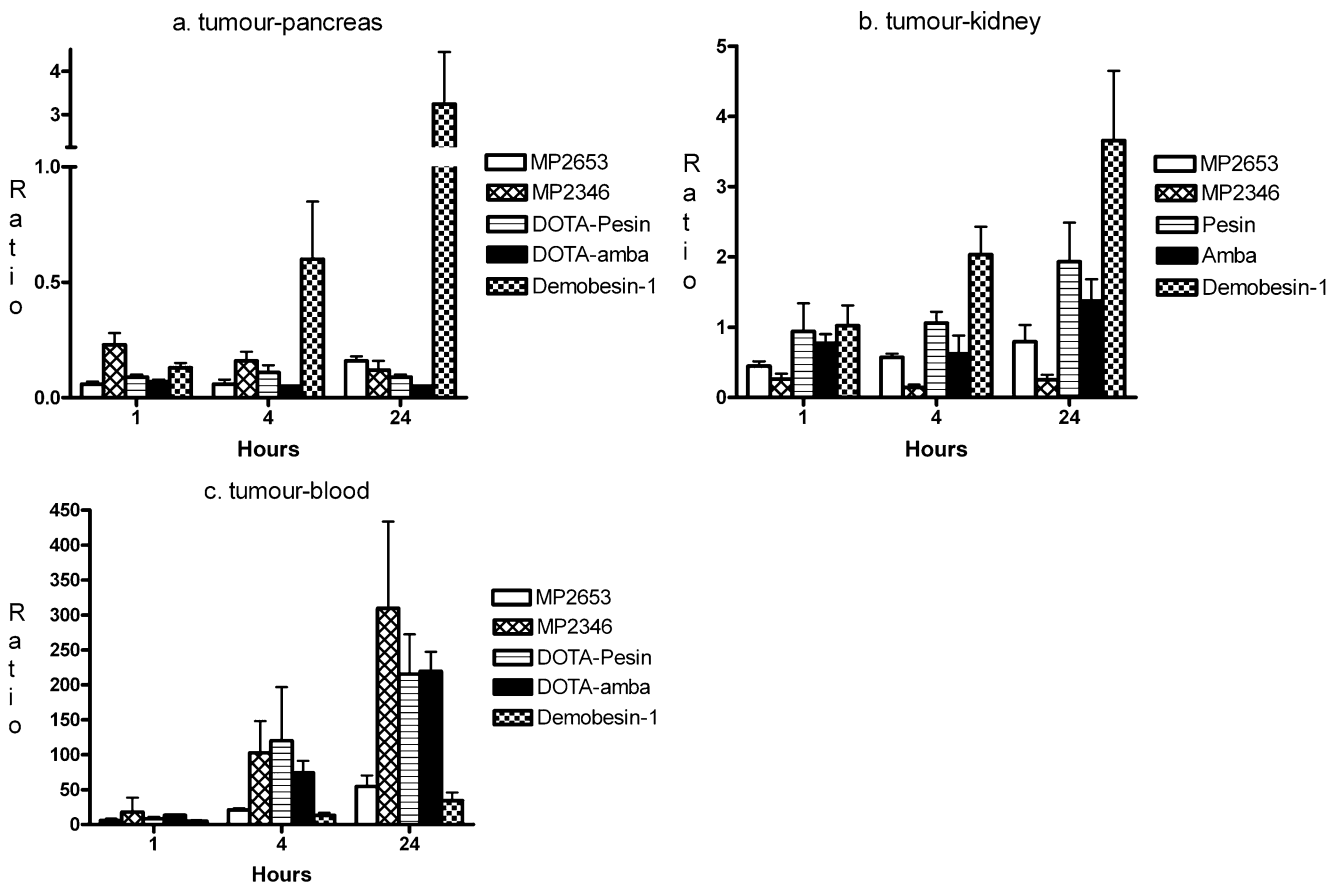 a. tumour-pancreas
4
3
1.0
0.5
0.0
Ratio
1 4 24
Hours
MP2653
MP2346
DOTA-Pesin
DOTA-amba
Demobesin-1
b. tumour-kidney
5
4
3
2
1
0
Ratio
1 4 24
Hours
MP2653
MP2346
Pesin
Amba
Demobesin-1
c. tumour-blood
450
400
350
300
250
200
150
100
50
0
Ratio
1 4 24
Hours
MP2653
MP2346
DOTA-Pesin
DOTA-amba
Demobesin-1